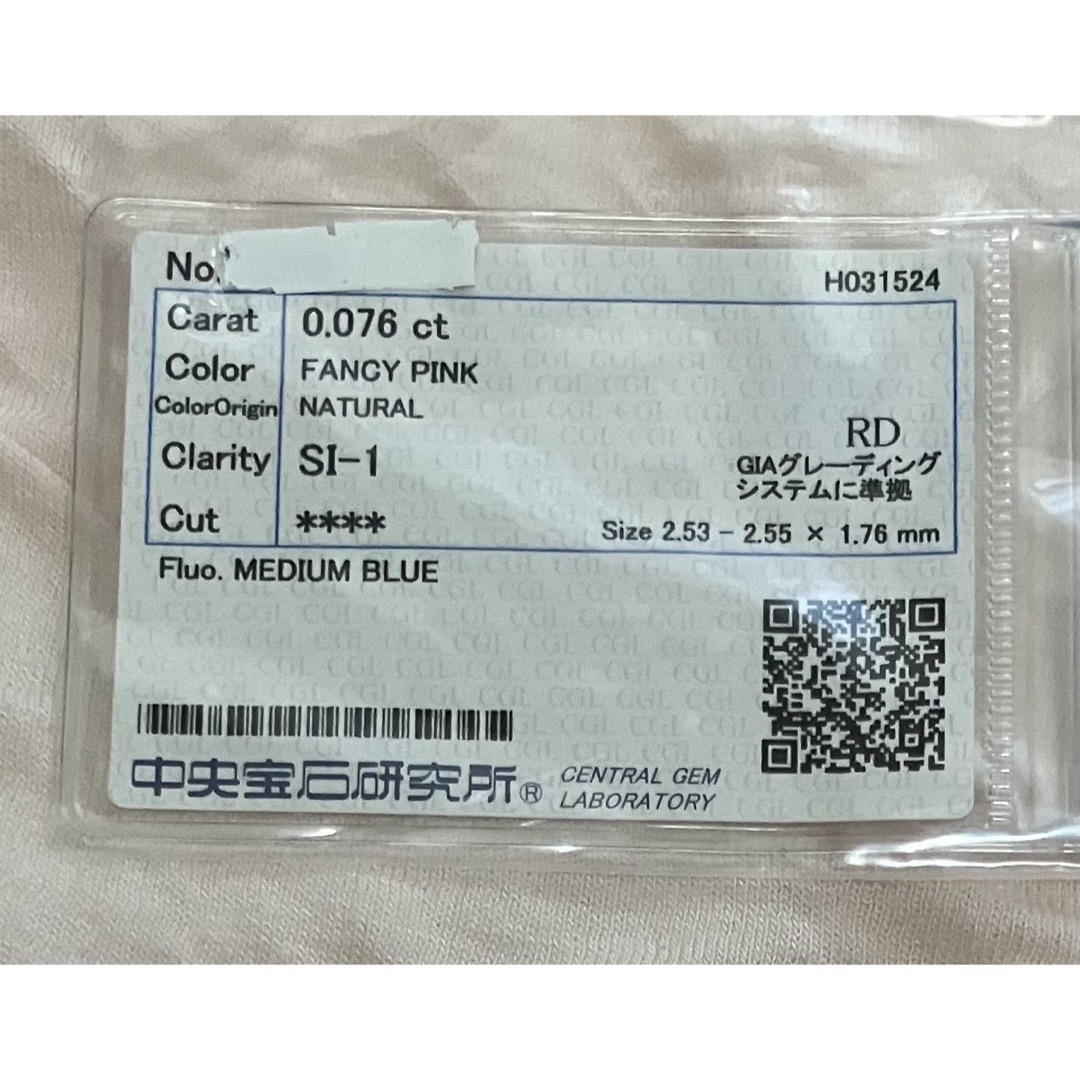 No.
H031524
Carat 0.076 ct
Color FANCY PINK
ColorOrigin NATURAL
Clarity SI-1
RD
GIAグレーディング
システムに準拠
Cut ****
Size 2.53 - 2.55 × 1.76 mm
Fluo. MEDIUM BLUE
中央宝石研究所® CENTRAL GEM
LABORATORY